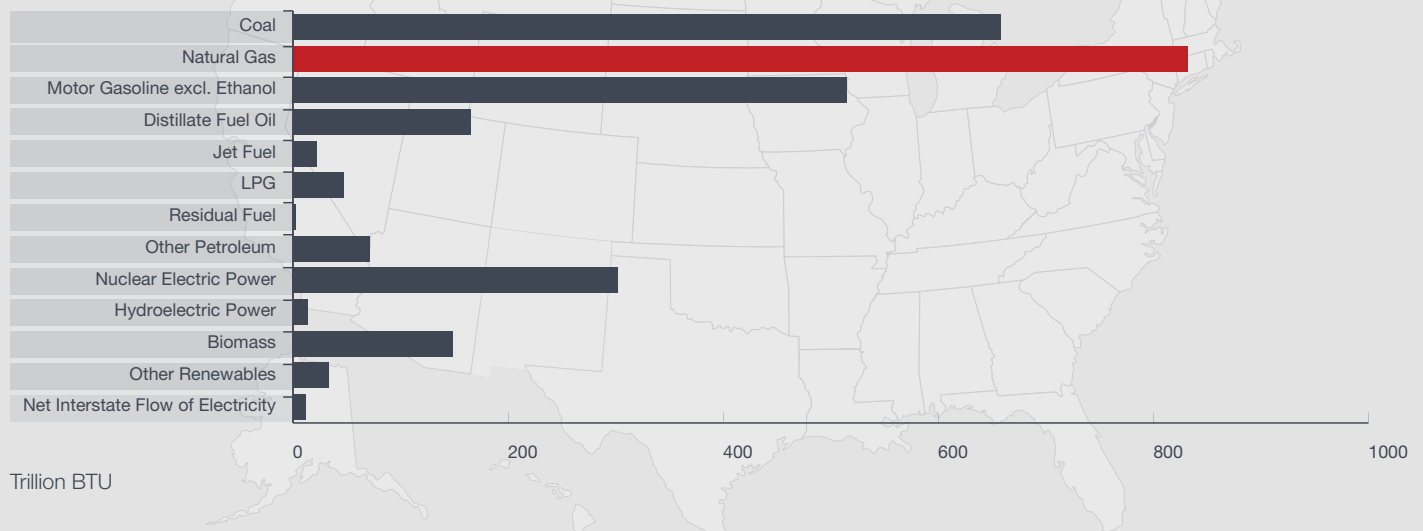 Coal
Natural Gas
Motor Gasoline excl. Ethanol
Distillate Fuel Oil
Jet Fuel
LPG
Residual Fuel
Other Petroleum
Nuclear Electric Power
Hydroelectric Power
Biomass
Other Renewables
Net Interstate Flow of Electricity
0 200 400 600 800 1000
Trillion BTU